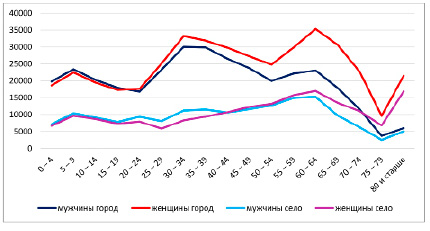 40000
35000
30000
25000
20000
15000
10000
5000
0
0 – 4
5 – 9
10 – 14
15 – 19
20 – 24
25 – 29
30 – 34
35 – 39
40 – 44
45 – 49
50 – 54
55 – 59
60 – 64
65 – 69
70 – 74
75 – 79
80 и старше
мужчины город
женщины город
мужчины село
женщины село